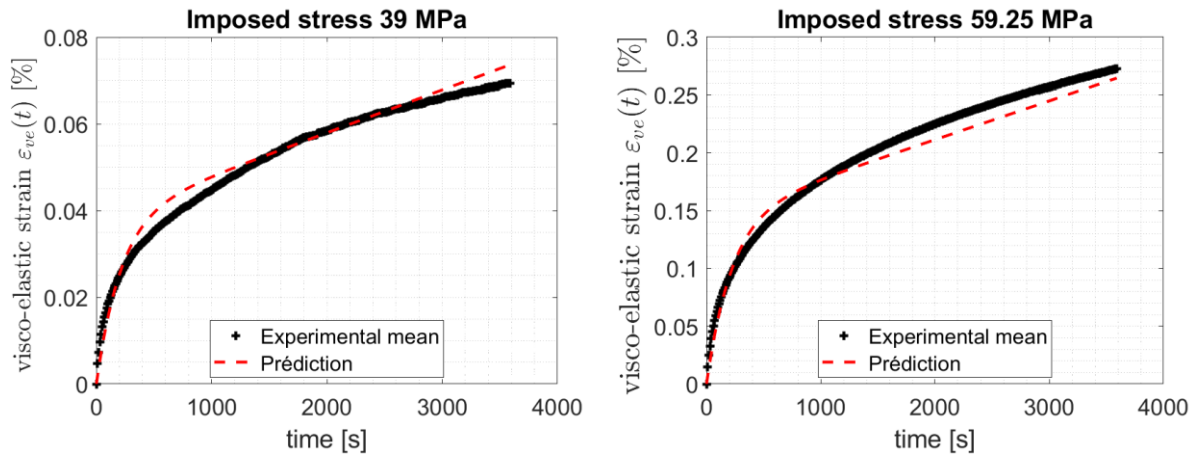 Imposed stress 39 MPa
visco-elastic strain ε_ve(t) [%]
0.08
0.06
0.04
0.02
0
0
1000
2000
3000
4000
time [s]
Experimental mean
Prédiction
Imposed stress 59.25 MPa
visco-elastic strain ε_ve(t) [%]
0.3
0.25
0.2
0.15
0.1
0.05
0
0
1000
2000
3000
4000
time [s]
Experimental mean
Prédiction